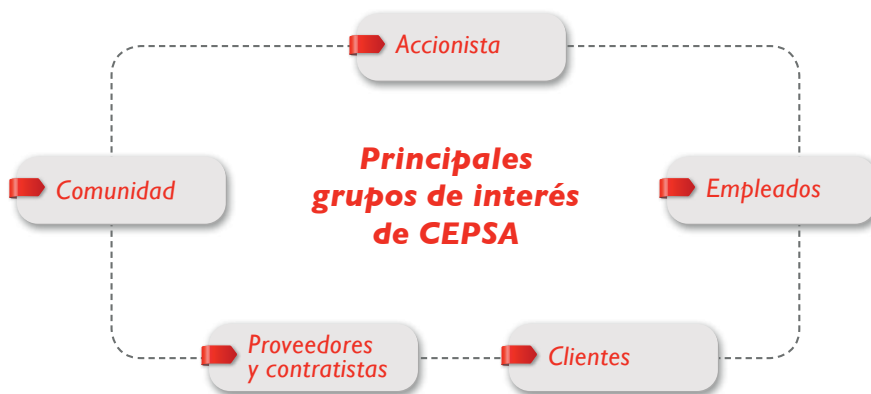 Accionista
Principales
grupos de interés
de CEPSA
Comunidad
Empleados
Proveedores
y contratistas
Clientes